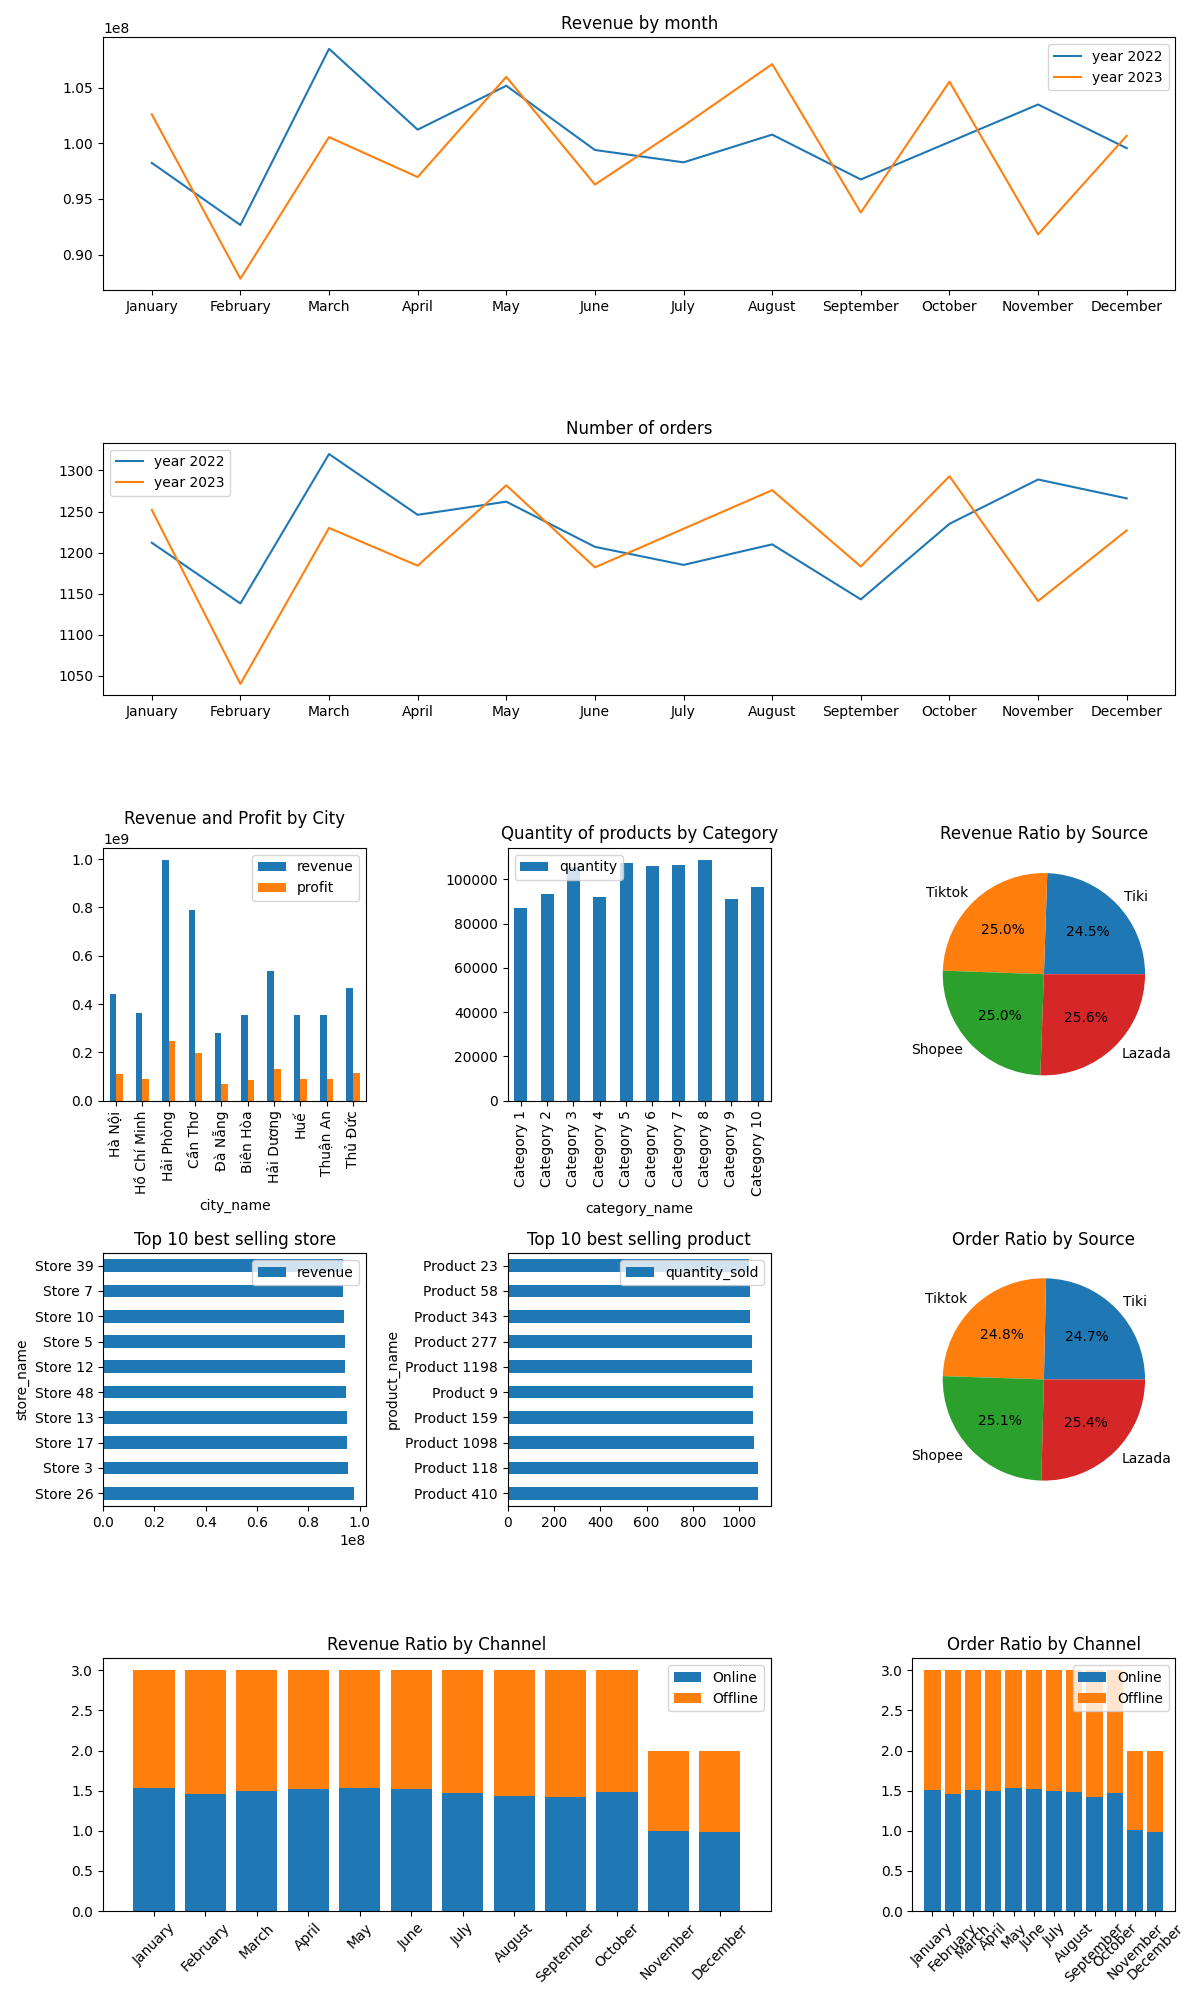 Revenue by month
1e8
year 2022
year 2023
1.05
1.00
0.95
0.90
January February March April May June July August September October November December
Number of orders
year 2022
year 2023
1300
1250
1200
1150
1100
1050
January February March April May June July August September October November December
Revenue and Profit by City
1e9
revenue
profit
1.0
0.8
0.6
0.4
0.2
0.0
Hà Nội
Hồ Chí Minh
Hải Phòng
Cần Thơ
Đà Nẵng
Biên Hòa
Hải Dương
Huế
Thuận An
Thủ Đức
city_name
Quantity of products by Category
quantity
100000
80000
60000
40000
20000
0
Category 1
Category 2
Category 3
Category 4
Category 5
Category 6
Category 7
Category 8
Category 9
Category 10
category_name
Revenue Ratio by Source
Tiktok
Tiki
25.0%
24.5%
25.0%
25.6%
Shopee
Lazada
Top 10 best selling store
revenue
store_name
Store 39
Store 7
Store 10
Store 5
Store 12
Store 48
Store 13
Store 17
Store 3
Store 26
0.0 0.2 0.4 0.6 0.8 1.0
1e8
Top 10 best selling product
quantity_sold
product_name
Product 23
Product 58
Product 343
Product 277
Product 1198
Product 9
Product 159
Product 1098
Product 118
Product 410
0 200 400 600 800 1000
Order Ratio by Source
Tiktok
Tiki
24.8%
24.7%
25.1%
25.4%
Shopee
Lazada
Revenue Ratio by Channel
Online
Offline
3.0
2.5
2.0
1.5
1.0
0.5
0.0
January
February
March
April
May
June
July
August
September
October
November
December
Order Ratio by Channel
Online
Offline
3.0
2.5
2.0
1.5
1.0
0.5
0.0
January
February
March
April
May
June
July
August
September
October
November
December